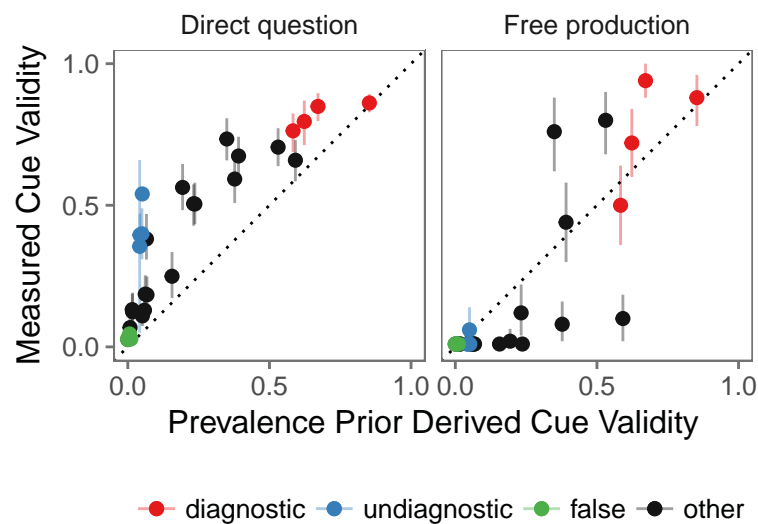 Direct question Free production
Measured Cue Validity
1.0
0.5
0.0
0.0 0.5 1.0 0.0 0.5 1.0
Prevalence Prior Derived Cue Validity
diagnostic undiagnostic false other